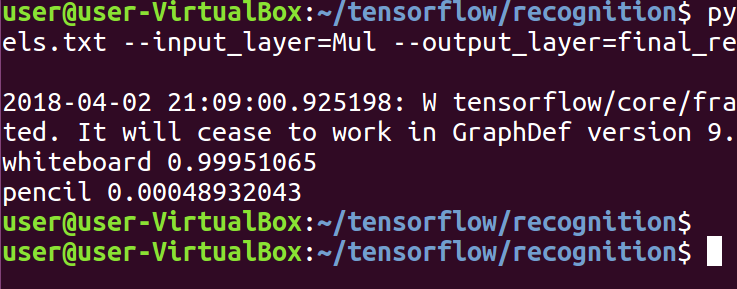 user@user-VirtualBox:~/tensorflow/recognition$ py
els.txt --input_layer=Mul --output_layer=final_re
2018-04-02 21:09:00.925198: W tensorflow/core/fra
ted. It will cease to work in GraphDef version 9.
whiteboard 0.99951065
pencil 0.00048932043
user@user-VirtualBox:~/tensorflow/recognition$
user@user-VirtualBox:~/tensorflow/recognition$